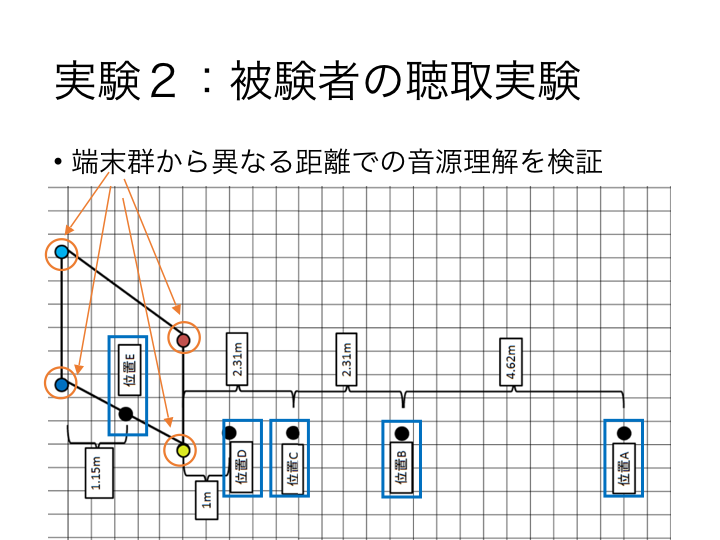 実験２：被験者の聴取実験
• 端末群から異なる距離での音源理解を検証
2.31m
2.31m
4.62m
位置E
位置D
位置C
位置B
位置A
1.15m
1m